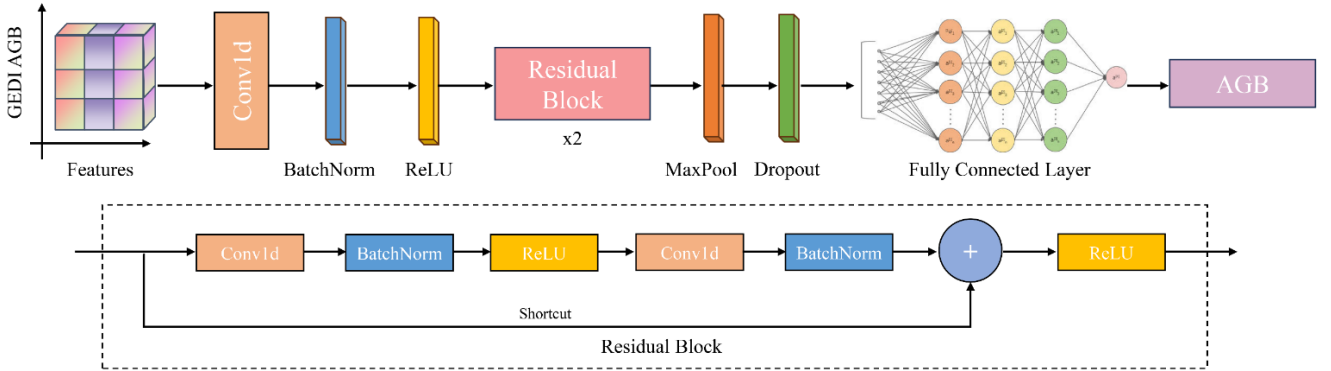 GEDI AGB
Features
Conv1d
BatchNorm
ReLU
Residual
Block
x2
MaxPool
Dropout
Fully Connected Layer
AGB
Conv1d
BatchNorm
ReLU
Conv1d
BatchNorm
+
ReLU
Shortcut
Residual Block